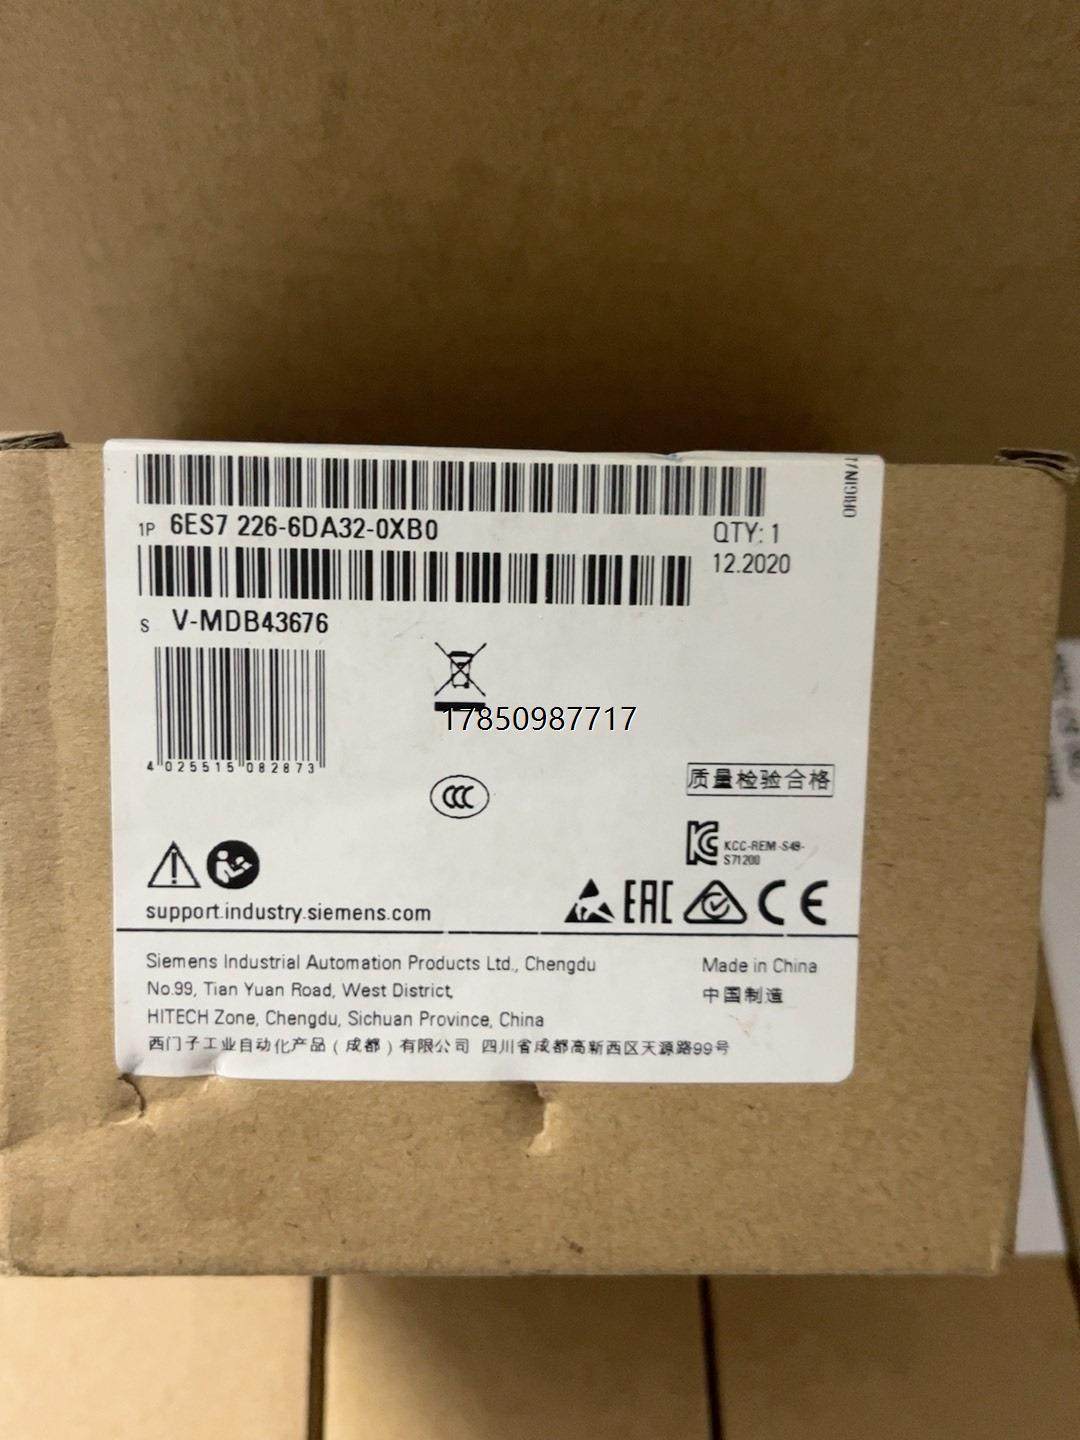 1P 6ES7 226-6DA32-0XB0
QTY: 1
12.2020
S V-MDB43676
4 025515 082873
17850987717
CCC
质量检验合格
KCC-REM-S49-
S71200
support.industry.siemens.com
EAC
CE
Siemens Industrial Automation Products Ltd., Chengdu
No.99, Tian Yuan Road, West District,
HITECH Zone, Chengdu, Sichuan Province, China
西门子工业自动化产品（成都）有限公司 四川省成都高新西区天源路99号
Made in China
中国制造